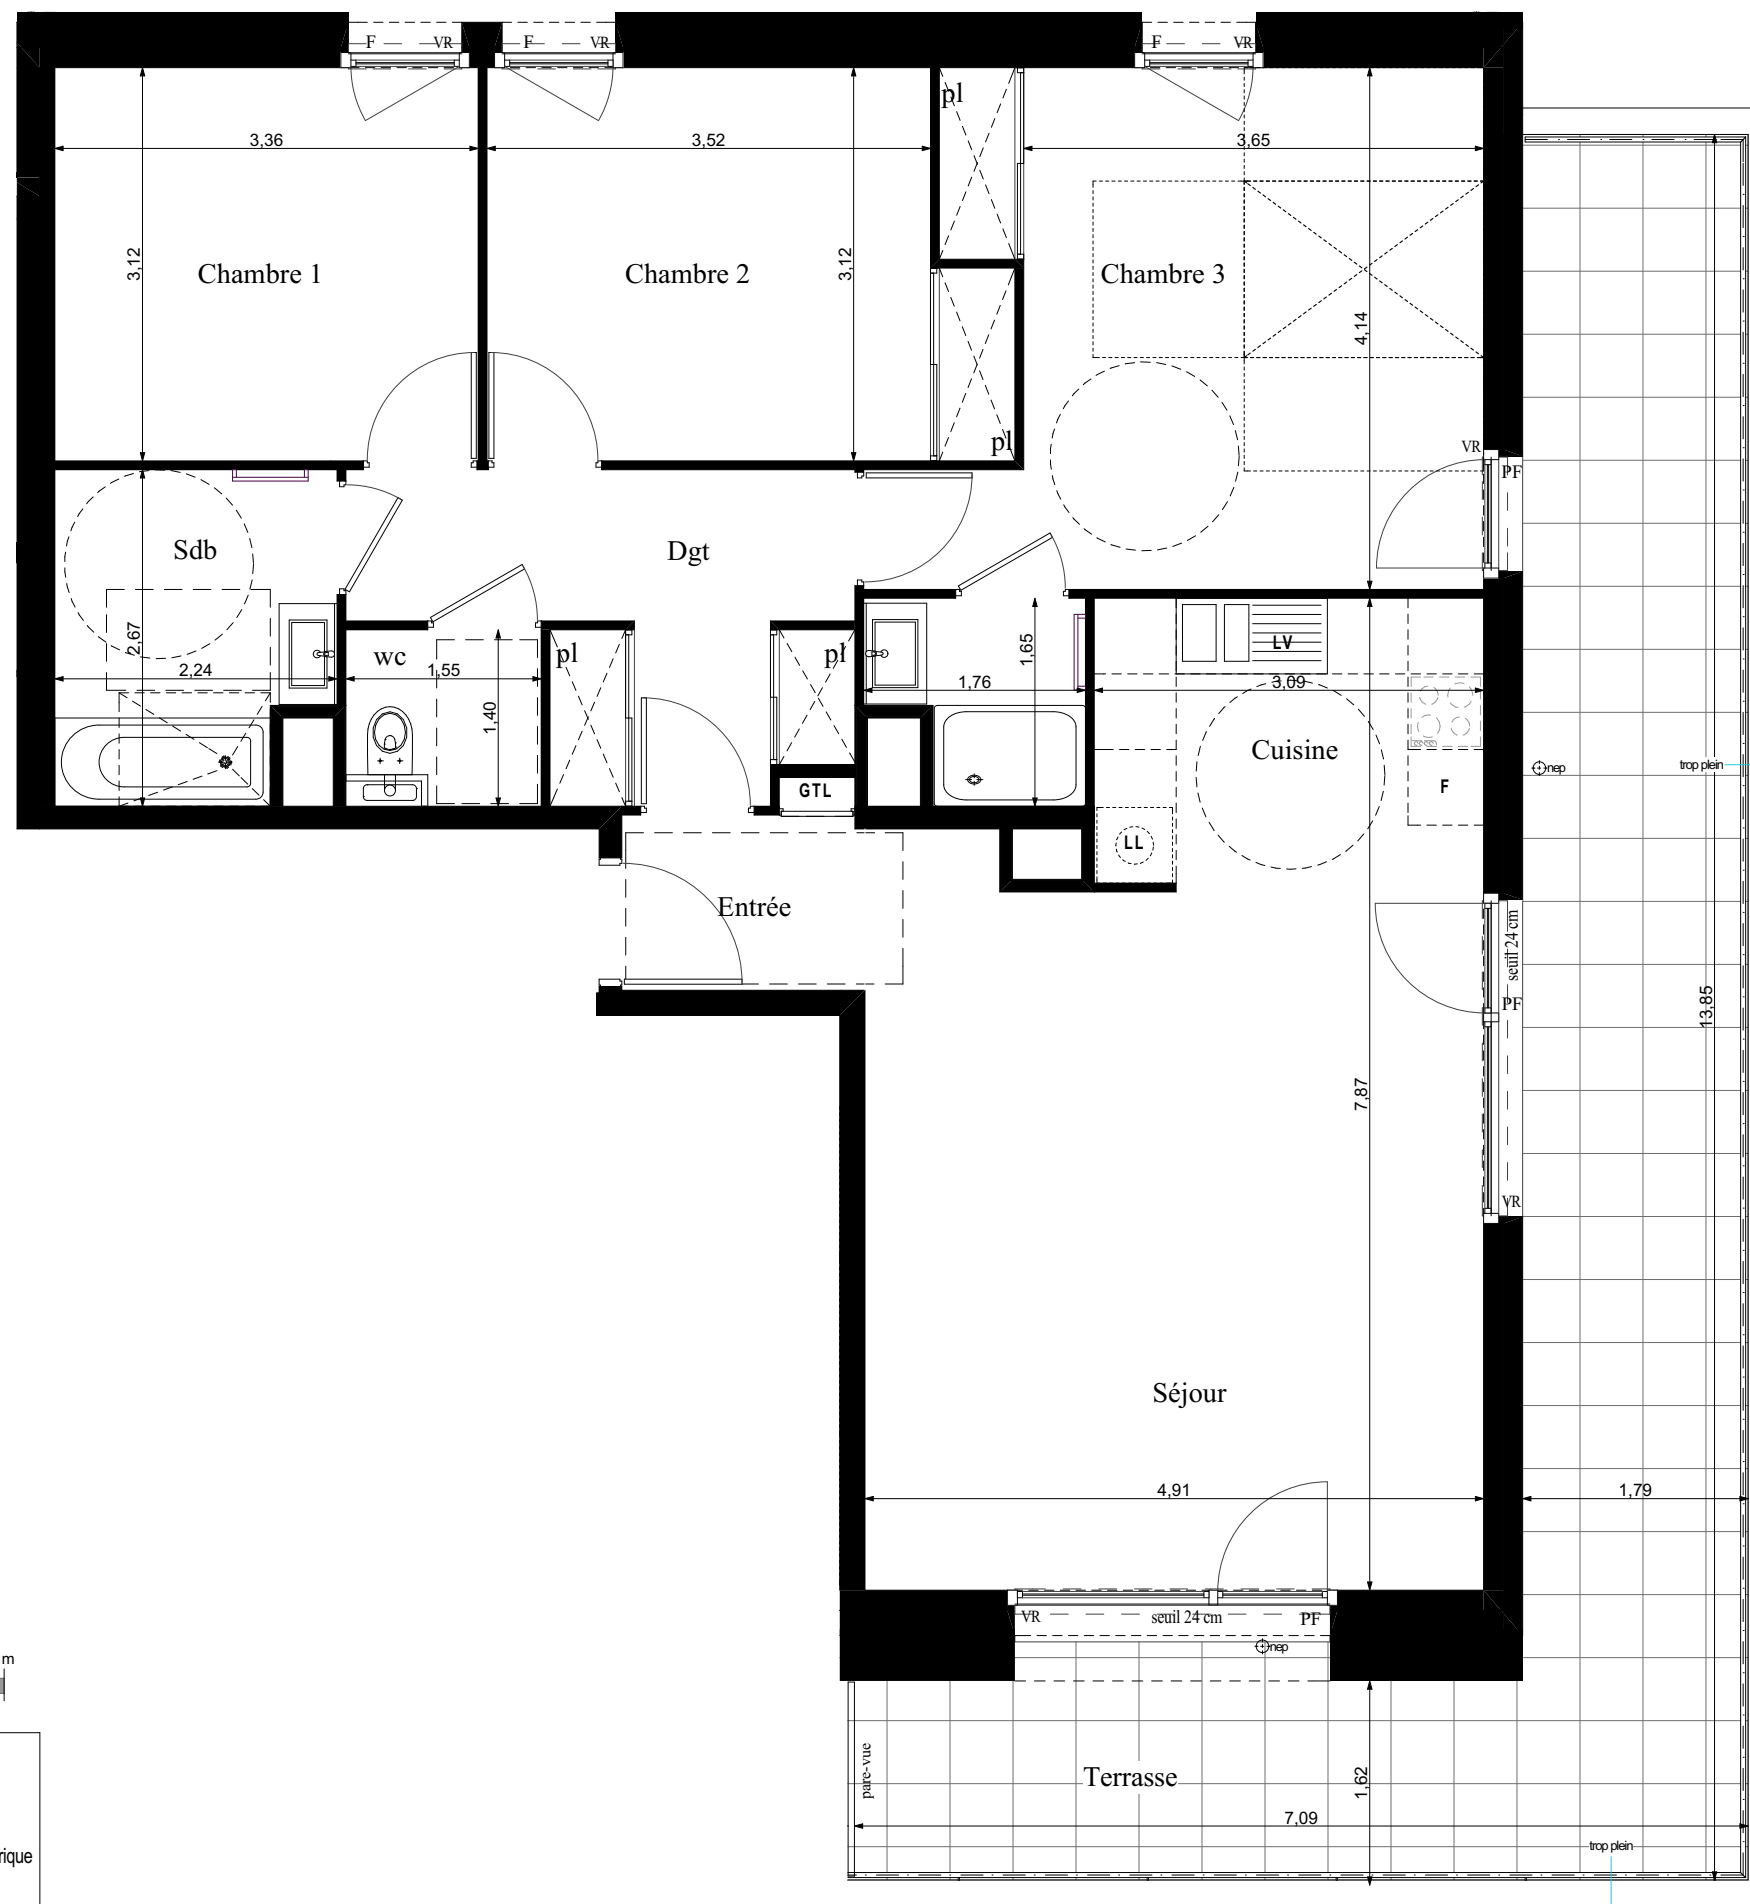 F VR F VR F VR
pl
3,36 3,52 3,65
3,12 3,12 4,14
Chambre 1 Chambre 2 Chambre 3
pl
VR
PF
Sdb Dgt
2,67
wc pl pl 1,65 LV
2,24 1,55 1,76 3,09
1,40
Cuisine
nep trop plein
GTL F
LL
Entrée
seuil 24 cm
PF
13,85
7,87
VR
Séjour
4,91 1,79
VR seuil 24 cm PF
nep
m
pare-vue
Terrasse
1,62
7,09
trop plein
rique